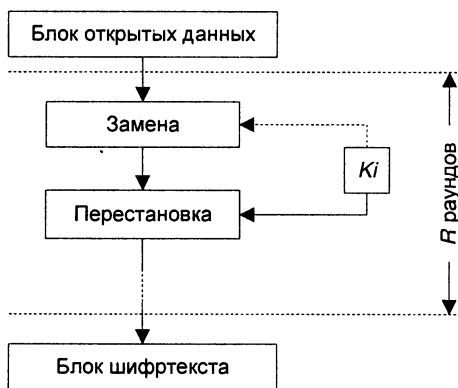 Блок открытых данных
Замена
Ki
Перестановка
R раундов
Блок шифртекста